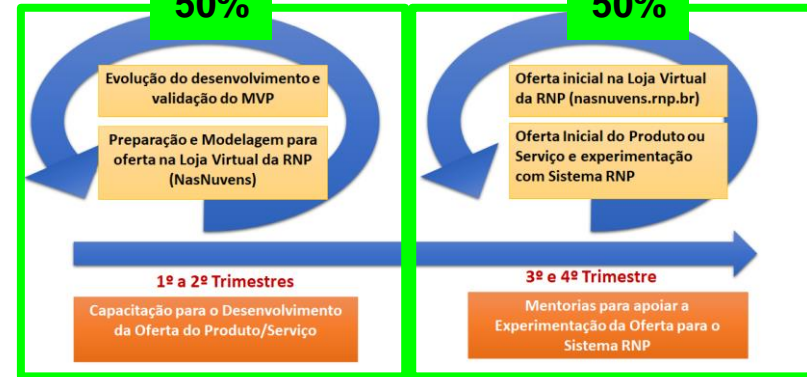 50%
Evolução do desenvolvimento e
validação do MVP
Preparação e Modelagem para
oferta na Loja Virtual da RNP
(NasNuvens)
1º a 2º Trimestres
Capacitação para o Desenvolvimento
da Oferta do Produto/Serviço
50%
Oferta inicial na Loja Virtual
da RNP (nasnuvens.rnp.br)
Oferta Inicial do Produto ou
Serviço e experimentação
com Sistema RNP
3º e 4º Trimestre
Mentorias para apoiar a
Experimentação da Oferta para o
Sistema RNP